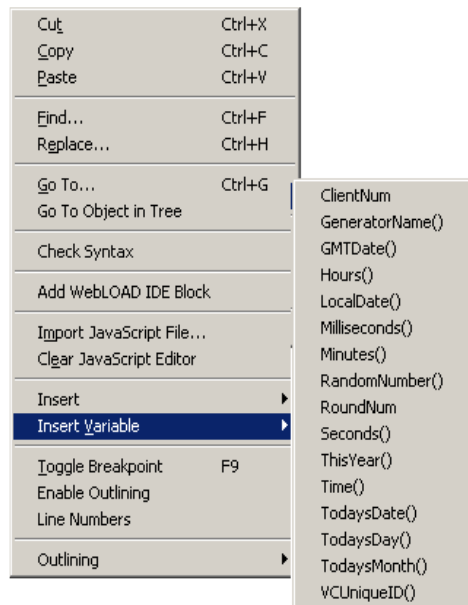 Cut Ctrl+X
Copy Ctrl+C
Paste Ctrl+V
Find... Ctrl+F
Replace... Ctrl+H
Go To... Ctrl+G
Go To Object in Tree
Check Syntax
Add WebLOAD IDE Block
Import JavaScript File...
Clear JavaScript Editor
Insert
Insert Variable
Toggle Breakpoint F9
Enable Outlining
Line Numbers
Outlining
ClientNum
GeneratorName()
GMTDate()
Hours()
LocalDate()
Milliseconds()
Minutes()
RandomNumber()
RoundNum
Seconds()
ThisYear()
Time()
TodaysDate()
TodaysDay()
TodaysMonth()
VCUniqueID()